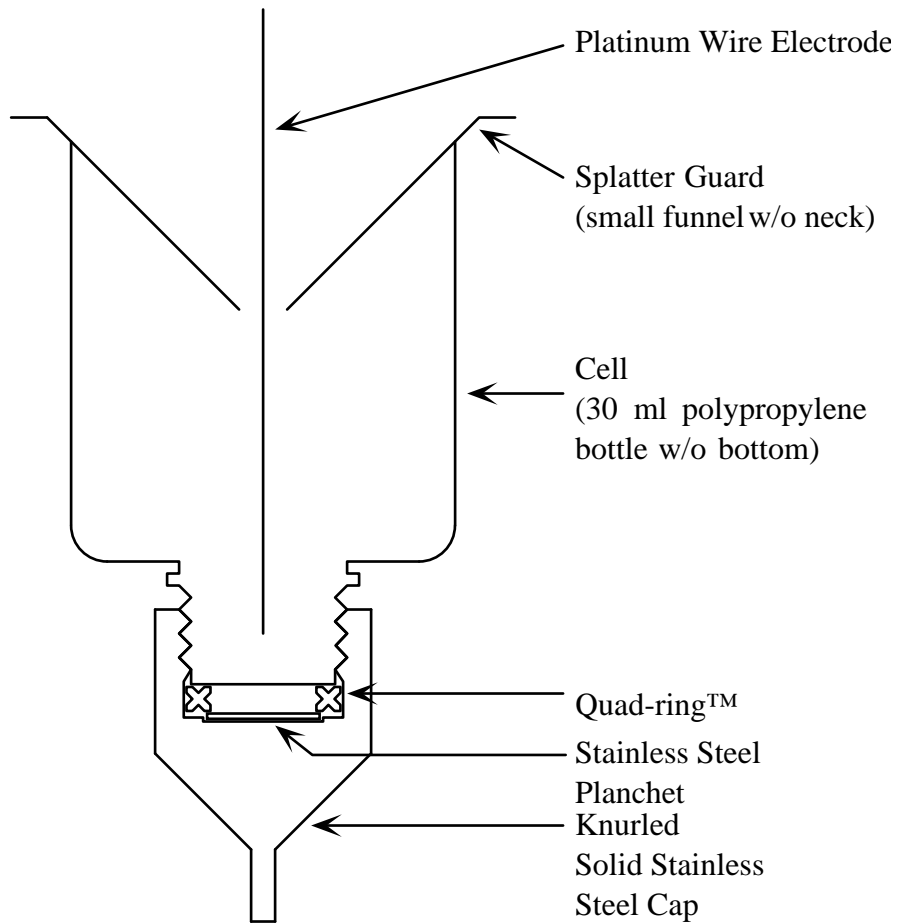 Platinum Wire Electrode
Splatter Guard
(small funnel w/o neck)
Cell
(30 ml polypropylene
bottle w/o bottom)
Quad-ring™
Stainless Steel
Planchet
Knurled
Solid Stainless
Steel Cap